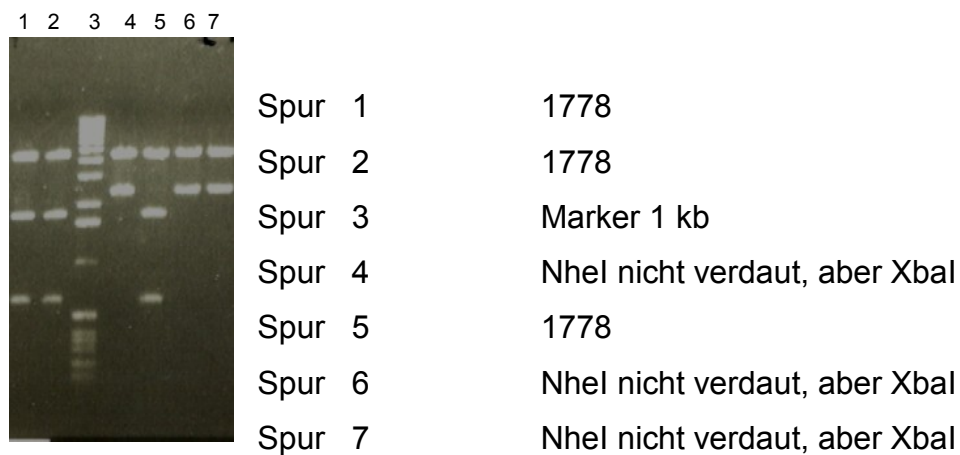 1 2 3 4 5 6 7
Spur 1 1778
Spur 2 1778
Spur 3 Marker 1 kb
Spur 4 NheI nicht verdaut, aber XbaI
Spur 5 1778
Spur 6 NheI nicht verdaut, aber XbaI
Spur 7 NheI nicht verdaut, aber XbaI